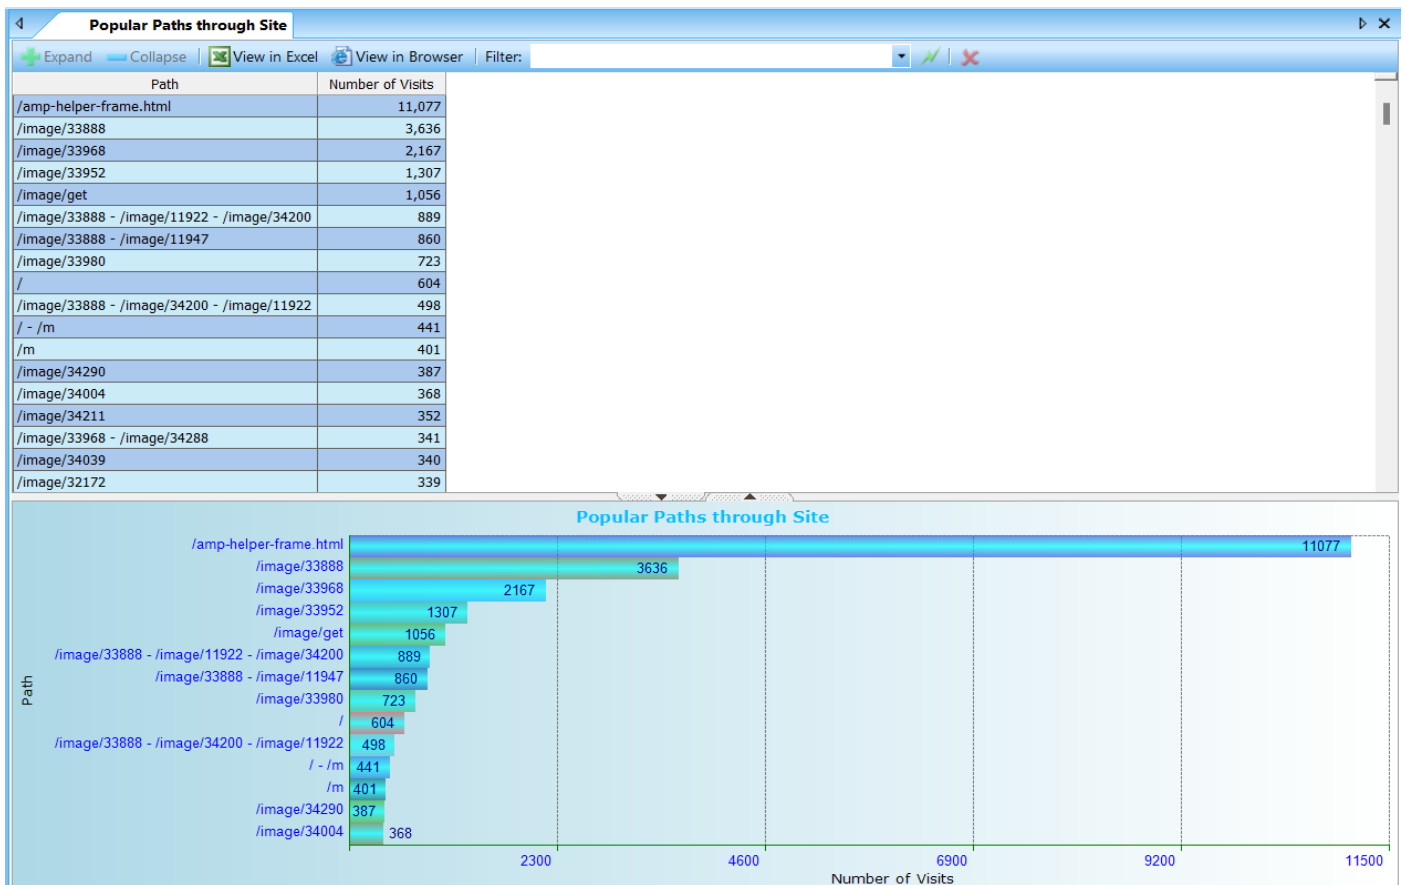 Popular Paths through Site
Expand Collapse View in Excel View in Browser Filter:
Path Number of Visits
/amp-helper-frame.html 11,077
/image/33888 3,636
/image/33968 2,167
/image/33952 1,307
/image/get 1,056
/image/33888 - /image/11922 - /image/34200 889
/image/33888 - /image/11947 860
/image/33980 723
/ 604
/image/33888 - /image/34200 - /image/11922 498
/ - /m 441
/m 401
/image/34290 387
/image/34004 368
/image/34211 352
/image/33968 - /image/34288 341
/image/34039 340
/image/32172 339
Popular Paths through Site
/amp-helper-frame.html 11077
/image/33888 3636
/image/33968 2167
/image/33952 1307
/image/get 1056
/image/33888 - /image/11922 - /image/34200 889
/image/33888 - /image/11947 860
/image/33980 723
/ 604
/image/33888 - /image/34200 - /image/11922 498
/ - /m 441
/m 401
/image/34290 387
/image/34004 368
Path
2300 4600 6900 9200 11500
Number of Visits